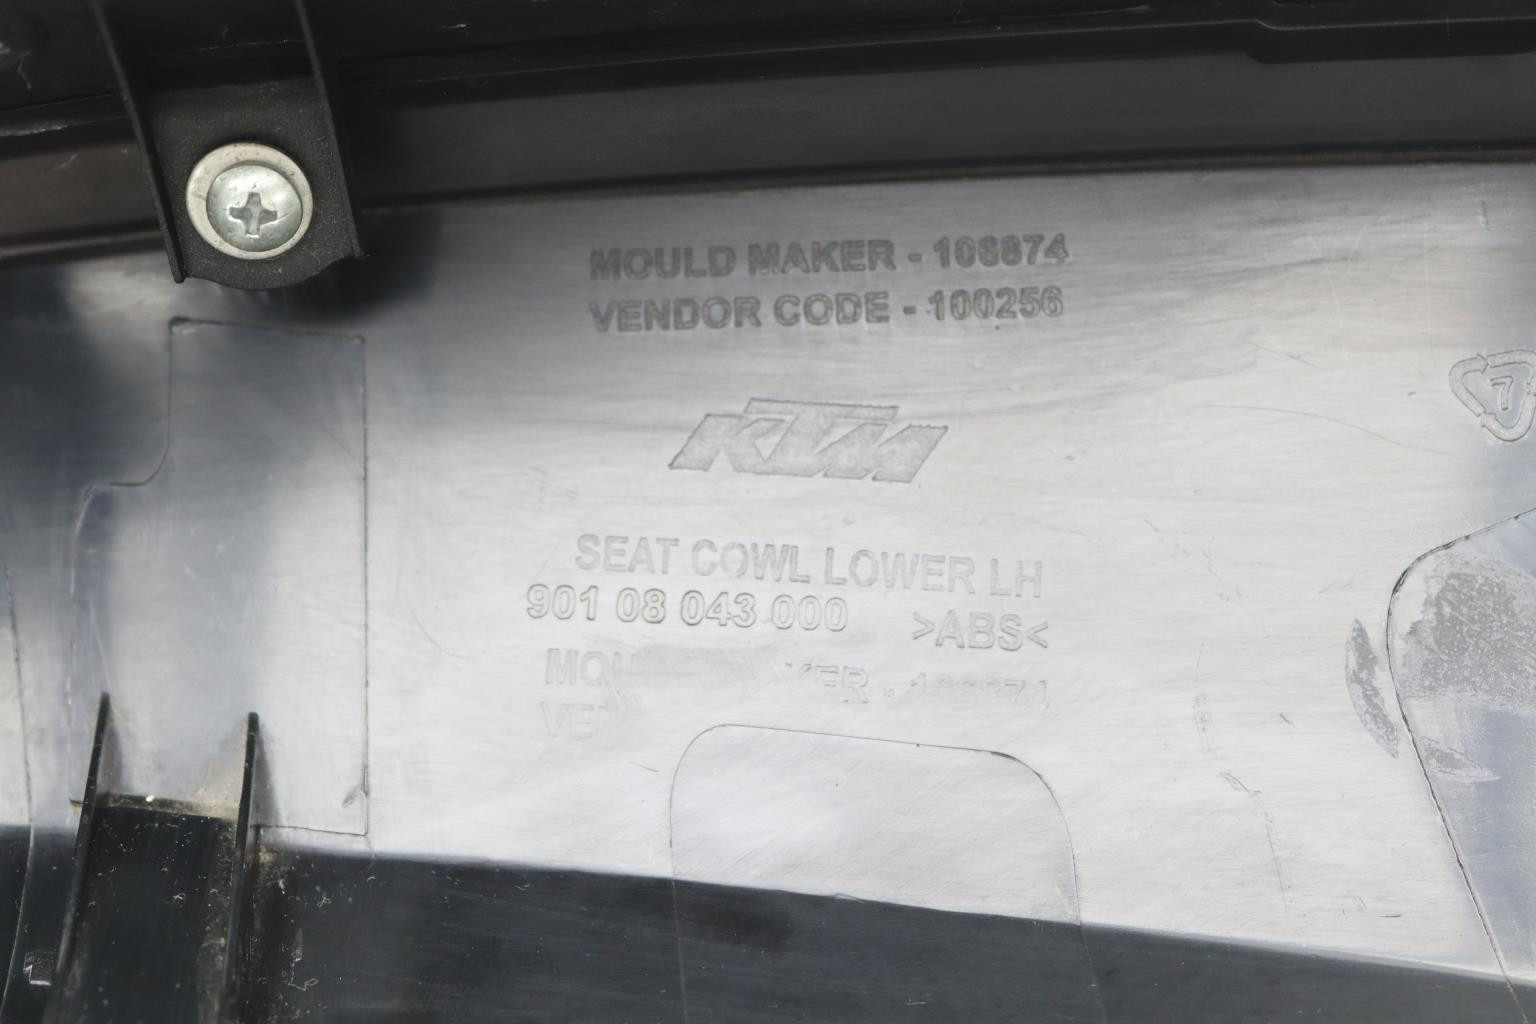 MOULD MAKER - 106874
VENDOR CODE - 100256
7
KTM
SEAT COWL LOWER LH
901 08 043 000 >ABS<